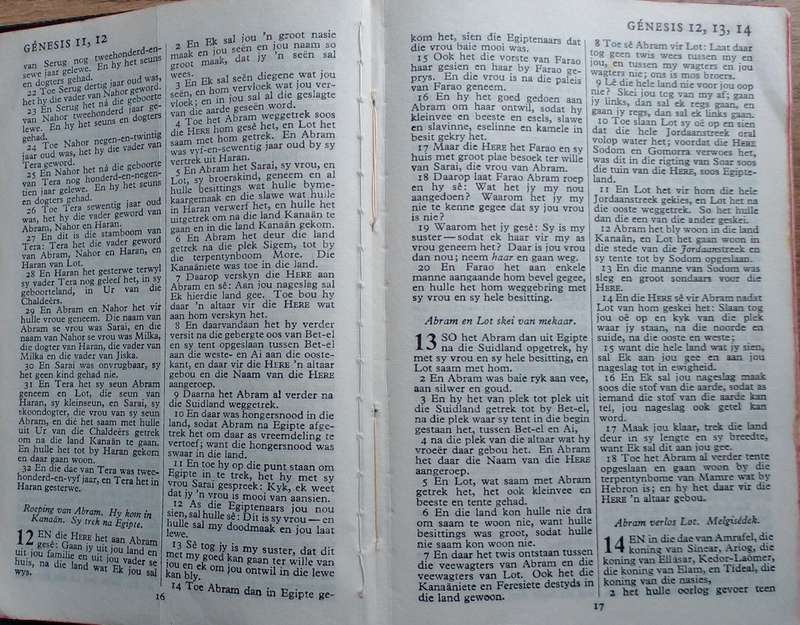 GÉNESIS 11, 12
van Serug nog tweehonderd-en-
sewe jaar gelewe. En hy het seuns
en dogters gehad.
22 Toe Serug dertig jaar oud was,
het hy die vader van Nahor geword.
23 En Serug het ná die geboorte
van Nahor tweehonderd jaar ge-
lewe. En hy het seuns en dogters
gehad.
24 Toe Nahor negen-en-twintig
jaar oud was, het hy die vader van
Tera geword.
25 En Nahor het ná die geboorte
van Tera nog honderd-en-negen-
tien jaar gelewe. En hy het seuns
en dogters gehad.
26 Toe Tera sewentig jaar oud
was, het hy die vader geword van
Abram, Nahor en Haran.
27 En dit is die stamboom van
Tera: Tera het die vader geword
van Abram, Nahor en Haran; en
Haran van Lot.
28 En Haran het gesterwe terwyl
sy vader Tera nog geleef het, in sy
geboorteland, in Ur van die
Chaldeërs.
29 En Abram en Nahor het vir
hulle vroue geneem. Die naam van
Abram se vrou was Sarai, en die
naam van Nahor se vrou was Milka,
die dogter van Haran, die vader van
Milka en die vader van Jiska.
30 En Sarai was onvrugbaar, sy
het geen kind gehad nie.
31 En Tera het sy seun Abram
geneem en Lot, die seun van
Haran, sy kleinseun, en Sarai, sy
skoondogter, die vrou van sy seun
Abram, en dié het saam met hulle
uit Ur van die Chaldeërs getrek
om na die land Kanaän te gaan.
En hulle het tot by Haran gekom
en daar gaan woon.
32 En die dae van Tera was twee-
honderd-en-vyf jaar, en Tera het in
Haran gesterwe.
Roeping van Abram. Hy kom in
Kanaän. Sy trek na Egipte.
12 EN die HERE het aan Abram
gesê: Gaan jy uit jou land en
uit jou familie en uit jou vader se
huis, na die land wat Ek jou sal
wys.
2 En Ek sal jou 'n groot nasie
maak en jou seën en jou naam so
groot maak, dat jy 'n seën sal
wees.
3 En Ek sal seën diegene wat jou
seën, en hom vervloek wat jou ver-
vloek; en in jou sal al die geslagte
van die aarde geseën word.
4 Toe het Abram weggetrek soos
die HERE hom gesê het, en Lot het
saam met hom getrek. En Abram
was vyf-en-sewentig jaar oud by sy
vertrek uit Haran.
5 En Abram het Sarai, sy vrou, en
Lot, sy broerskind, geneem en al
hulle besittings wat hulle byme-
kaargemaak en die slawe wat hulle
in Haran verwerf het, en hulle het
uitgetrek om na die land Kanaän te
gaan en in die land Kanaän gekom.
6 En Abram het deur die land
getrek na die plek Sigem, tot by
die terpentynboom More. Die
Kanaäniete was toe in die land.
7 Daarop verskyn die HERE aan
Abram en sê: Aan jou nageslag sal
Ek hierdie land gee. Toe bou hy
daar 'n altaar vir die HERE wat
aan hom verskyn het.
8 En daarvandaan het hy verder
versit na die gebergte oos van Bet-el
en sy tent opgeslaan tussen Bet-el
aan die weste- en Ai aan die ooste-
kant, en daar vir die HERE 'n altaar
gebou en die Naam van die HERE
aangeroep.
9 Daarna het Abram al verder na
die Suidland weggetrek.
10 En daar was hongersnood in die
land, sodat Abram na Egipte afge-
trek het om daar as vreemdeling te
vertoef; want die hongersnood was
swaar in die land.
11 En toe hy op die punt staan om
Egipte in te trek, het hy met sy
vrou Sarai gespreek: Kyk, ek weet
dat jy 'n vrou is mooi van aansien.
12 As die Egiptenaars jou nou
sien, sal hulle sê: Dit is sy vrou—en
hulle sal my doodmaak en jou laat
lewe.
13 Sê tog jy is my suster, dat dit
met my goed kan gaan ter wille van
jou en ek om jou ontwil in die lewe
kan bly.
14 Toe Abram dan in Egipte ge-
16
GÉNESIS 12, 13, 14
kom het, sien die Egiptenaars dat
die vrou baie mooi was.
15 Ook het die vorste van Farao
haar gesien en haar by Farao ge-
prys. En die vrou is na die paleis
van Farao geneem.
16 En hy het goed gedoen aan
Abram om haar ontwil, sodat hy
kleinvee en beeste en esels, slawe
en slavinne, eselinne en kamele in
besit gekry het.
17 Maar die HERE het Farao en sy
huis met groot plae besoek ter wille
van Sarai, die vrou van Abram.
18 Daarop laat Farao Abram roep
en hy sê: Wat het jy my nou
aangedoen? Waarom het jy my
nie te kenne gegee dat sy jou vrou
is nie?
19 Waarom het jy gesê: Sy is my
suster—sodat ek haar vir my as
vrou geneem het? Daar is jou vrou
dan nou; neem haar en gaan weg.
20 En Farao het aan enkele
manne aangaande hom bevel gegee,
en hulle het hom weggebring met
sy vrou en sy hele besitting.
Abram en Lot skei van mekaar.
13 SO het Abram dan uit Egipte
na die Suidland opgetrek, hy
met sy vrou en sy hele besitting, en
Lot saam met hom.
2 En Abram was baie ryk aan vee,
aan silwer en goud.
3 En hy het van plek tot plek uit
die Suidland getrek tot by Bet-el,
na die plek waar sy tent in die begin
gestaan het, tussen Bet-el en Ai,
4 na die plek van die altaar wat hy
vroeër daar gebou het. En Abram
het daar die Naam van die HERE
aangeroep.
5 En Lot, wat saam met Abram
getrek het, het ook kleinvee en
beeste en tente gehad.
6 En die land kon hulle nie dra
om saam te woon nie, want hulle
besittings was groot, sodat hulle
nie saam kon woon nie.
7 En daar het twis ontstaan tussen
die veewagters van Abram en die
veewagters van Lot. Ook het die
Kanaäniete en Feresiete destyds in
die land gewoon.
8 Toe sê Abram vir Lot: Laat daar
tog geen twis wees tussen my en
jou, en tussen my wagters en jou
wagters nie; ons is mos broers.
9 Lê die hele land nie voor jou oop
nie? Skei jou tog van my af; gaan
jy links, dan sal ek regs gaan, en
gaan jy regs, dan sal ek links gaan.
10 Toe slaan Lot sy oë op en sien
dat die hele Jordaanstreek oral
volop water het; voordat die HERE
Sodom en Gomorra verwoes het,
was dit in die rigting van Soar soos
die tuin van die HERE, soos Egipte-
land.
11 En Lot het vir hom die hele
Jordaanstreek gekies, en Lot het na
die ooste weggetrek. So het hulle
dan die een van die ander geskei.
12 Abram het bly woon in die land
Kanaän, en Lot het gaan woon in
die stede van die Jordaanstreek en
sy tente tot by Sodom opgeslaan.
13 En die manne van Sodom was
sleg en groot sondaars voor die
HERE.
14 En die HERE sê vir Abram nadat
Lot van hom geskei het: Slaan tog
jou oë op en kyk van die plek
waar jy staan, na die noorde en
suide, na die ooste en weste;
15 want die hele land wat jy sien,
sal Ek aan jou gee en aan jou
nageslag tot in ewigheid.
16 En Ek sal jou nageslag maak
soos die stof van die aarde, sodat as
iemand die stof van die aarde kan
tel, jou nageslag ook getel kan
word.
17 Maak jou klaar, trek die land
deur in sy lengte en sy breedte,
want Ek sal dit aan jou gee.
18 Toe het Abram al verder tente
opgeslaan en gaan woon by die
terpentynbome van Mamre wat by
Hebron is; en hy het daar vir die
HERE 'n altaar gebou.
Abram verlos Lot. Melgisédek.
14 EN in die dae van Amrafel, die
koning van Sinear, Ariog, die
koning van Ellásar, Kedor-Laómer,
die koning van Elam, en Tideal, die
koning van die nasies,
2 het hulle oorlog gevoer teen
17